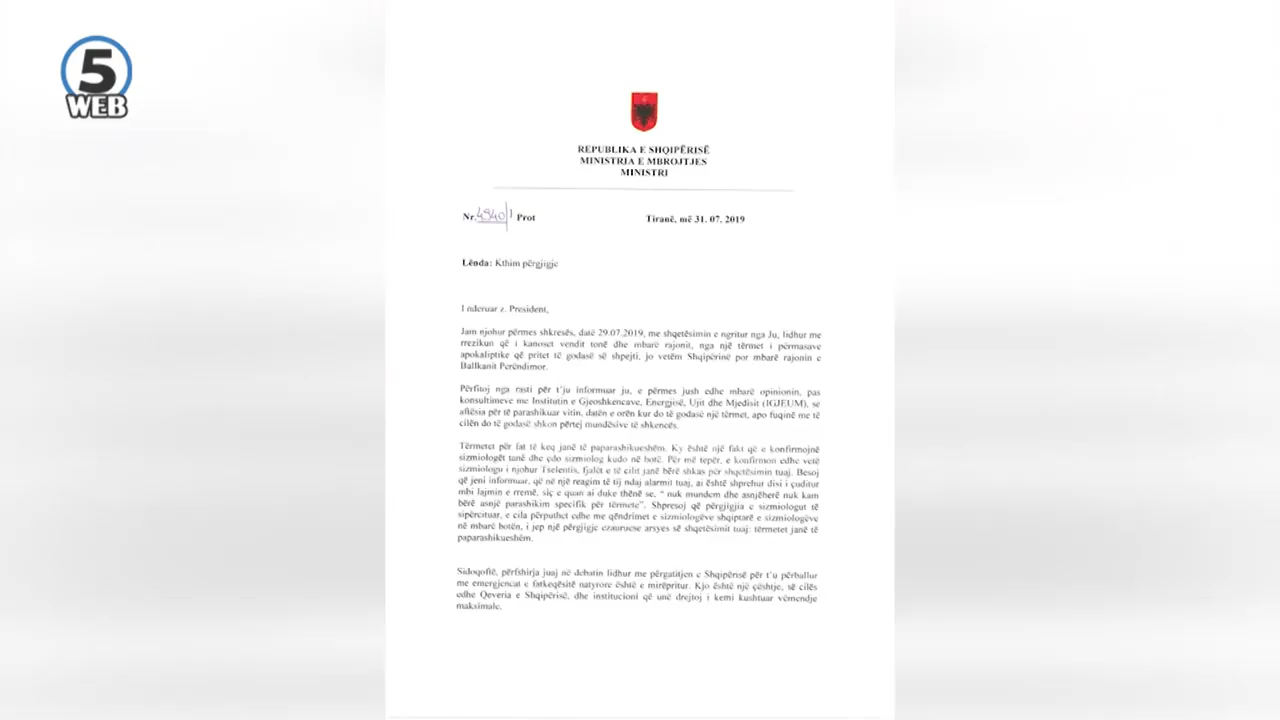 5
WEB
REPUBLIKA E SHQIPËRISË
MINISTRIA E MBROJTJES
MINISTRI
Nr. 4940/1 Prot
Tiranë, më 31. 07. 2019
Lënda: Kthim përgjigje
I nderuar z. President,
Jam njohur përmes shkresës, datë 29.07.2019, me shqetësimin e ngritur nga Ju, lidhur me
rrezikun që i kanoset vendit tonë dhe mbarë rajonit, nga një tërmet i përmasave
apokaliptike që pritet të godasë së shpejti, jo vetëm Shqipërinë por mbarë rajonin e
Ballkanit Perëndimor.
Përfitoj nga rasti për t'ju informuar ju, e përmes jush edhe mbarë opinionin, pas
konsultimeve me Institutin e Gjeoshkencave, Energjisë, Ujit dhe Mjedisit (IGJEUM), se
aftësia për të parashikuar vitin, datën e orën kur do të godasë një tërmet, apo fuqinë me të
cilën do të godasë shkon përtej mundësive të shkencës.
Tërmetet për fat të keq janë të paparashikueshëm. Ky është një fakt që e konfirmojnë
sizmiologët tanë dhe çdo sizmiolog kudo në botë. Për më tepër, e konfirmon edhe vetë
sizmiologu i njohur Tselentis, fjalët e të cilit janë bërë shkas për shqetësimin tuaj. Besoj
që jeni informuar, që në një reagim të tij ndaj alarmit tuaj, ai është shprehur disi i çuditur
mbi lajmin e rremë, siç e quan ai duke thënë se, “ nuk mundem dhe asnjëherë nuk kam
bërë asnjë parashikim specifik për tërmete”. Shpresoj që përgjigjia e sizmiologut të
sipërcituar, e cila përputhet edhe me qëndrimet e sizmiologëve shqiptarë e sizmiologëve
në mbarë botën, i jep një përgjigje ezauruese arsyes së shqetësimit tuaj: tërmetet janë të
paparashikueshëm.
Sidoqoftë, përfshirja juaj në debatin lidhur me përgatitjen e Shqipërisë për t'u përballur
me emergjencat e fatkeqësitë natyrore është e mirëpritur. Kjo është një çështje, së cilës
edhe Qeveria e Shqipërisë, dhe institucioni që unë drejtoj i kemi kushtuar vëmendje
maksimale.